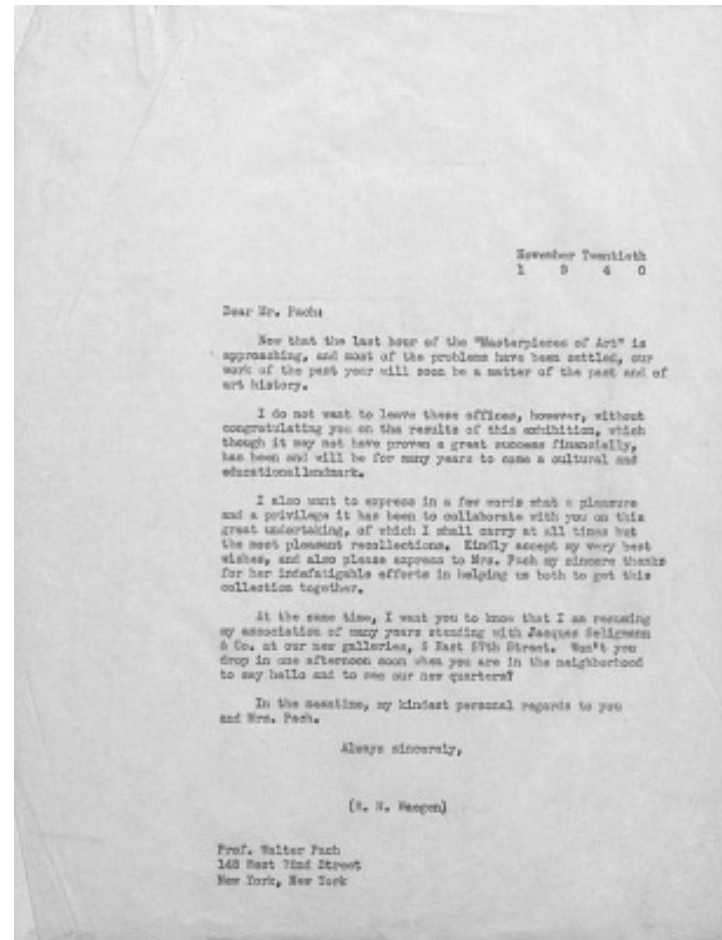 November Twentieth
1 9 4 0
Dear Mr. Pach:
Now that the last hour of the "Masterpieces of Art" is
approaching, and most of the problems have been settled, our
work of the past year will soon be a matter of the past and of
art history.
I do not want to leave these offices, however, without
congratulating you on the results of this exhibition, which
though it may not have proven a great success financially,
has been and will be for many years to come a cultural and
educationallandmark.
I also want to express in a few words what a pleasure
and a privilege it has been to collaborate with you on this
great undertaking, of which I shall carry at all times but
the most pleasant recollections. Kindly accept my very best
wishes, and also please express to Mrs. Pach my sincere thanks
for her indefatigable efforts in helping us both to get this
collection together.
At the same time, I want you to know that I am resuming
my association of many years standing with Jacques Seligmann
& Co. at our new galleries, 5 East 57th Street. Won't you
drop in one afternoon soon when you are in the neighborhood
to say hello and to see our new quarters?
In the meantime, my kindest personal regards to you
and Mrs. Pach.
Always sincerely,
Waegen)
Prof. Walter Pach
148 72nd Street
New York, New York